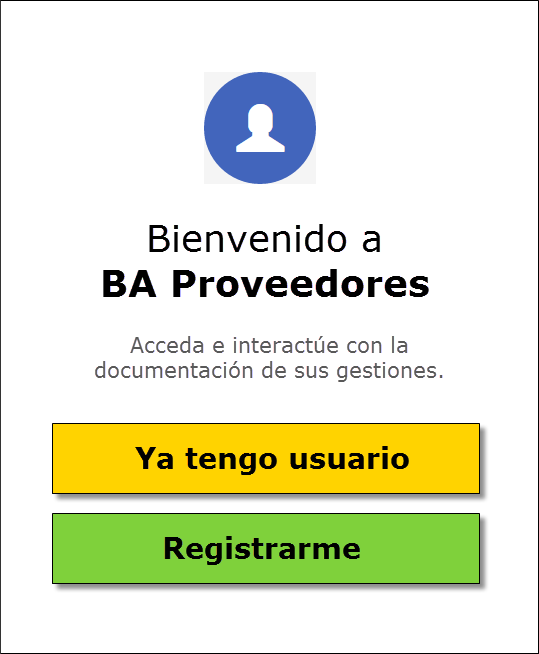 Bienvenido a
BA Proveedores
Acceda e interactúe con la
documentación de sus gestiones.
Ya tengo usuario
Registrarme